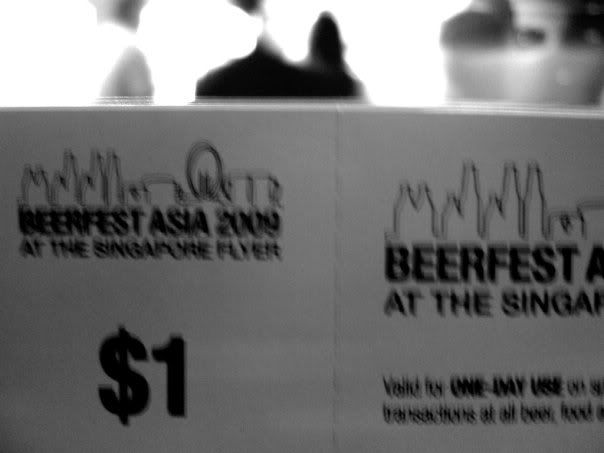 BEERFEST ASIA 2009
AT THE SINGAPORE FLYER
$1
BEERFEST A
AT THE SINGAP
Valid for ONE-DAY USE on
transactions at all beer, food